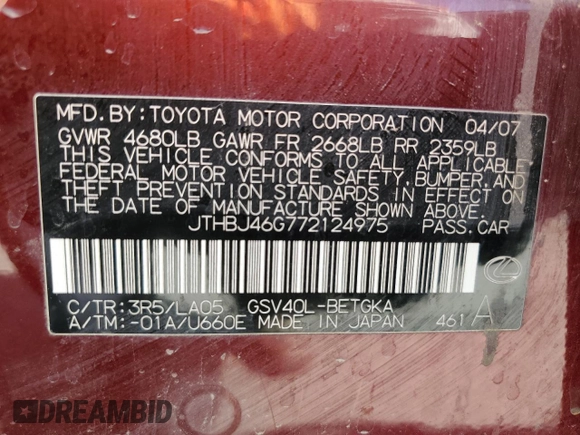 MFD. BY: TOYOTA MOTOR CORPORATION 04/07
GVWR 4680LB GAWR FR 2668LB RR 2359LB
THIS VEHICLE CONFORMS TO ALL APPLICABLE
FEDERAL MOTOR VEHICLE SAFETY, BUMPER, AND
THEFT PREVENTION STANDARDS IN EFFECT ON
THE DATE OF MANUFACTURE SHOWN ABOVE.
JTHBJ46G772124975 PASS. CAR
C/TR: 3R5/LA05 GSV40L-BETGKA
A/TM: -01A/U660E MADE IN JAPAN 461 A
DREAMBID